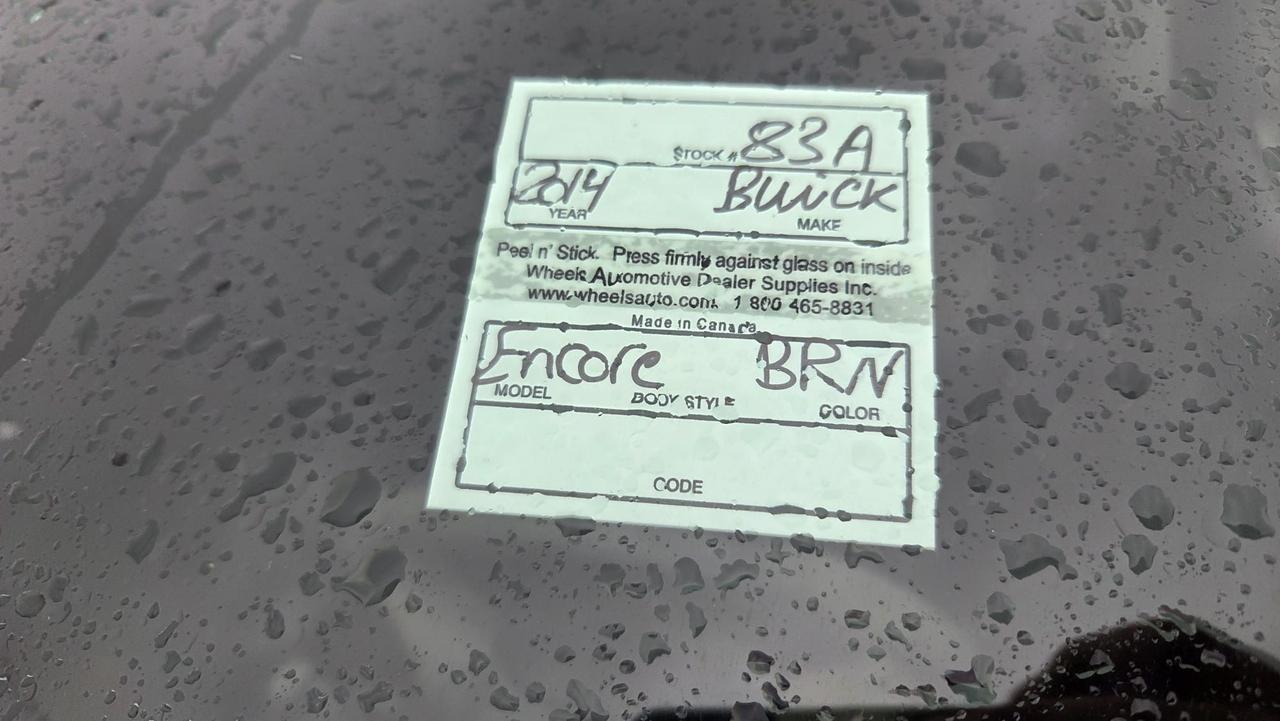 STOCK # 83A
2014 BUICK
YEAR MAKE
Peel n' Stick. Press firmly against glass on inside
Wheels Automotive Dealer Supplies Inc.
www.wheelsauto.com 1 800 465-8831
Made in Canada
Encore BRN
MODEL BODY STYLE COLOR
CODE